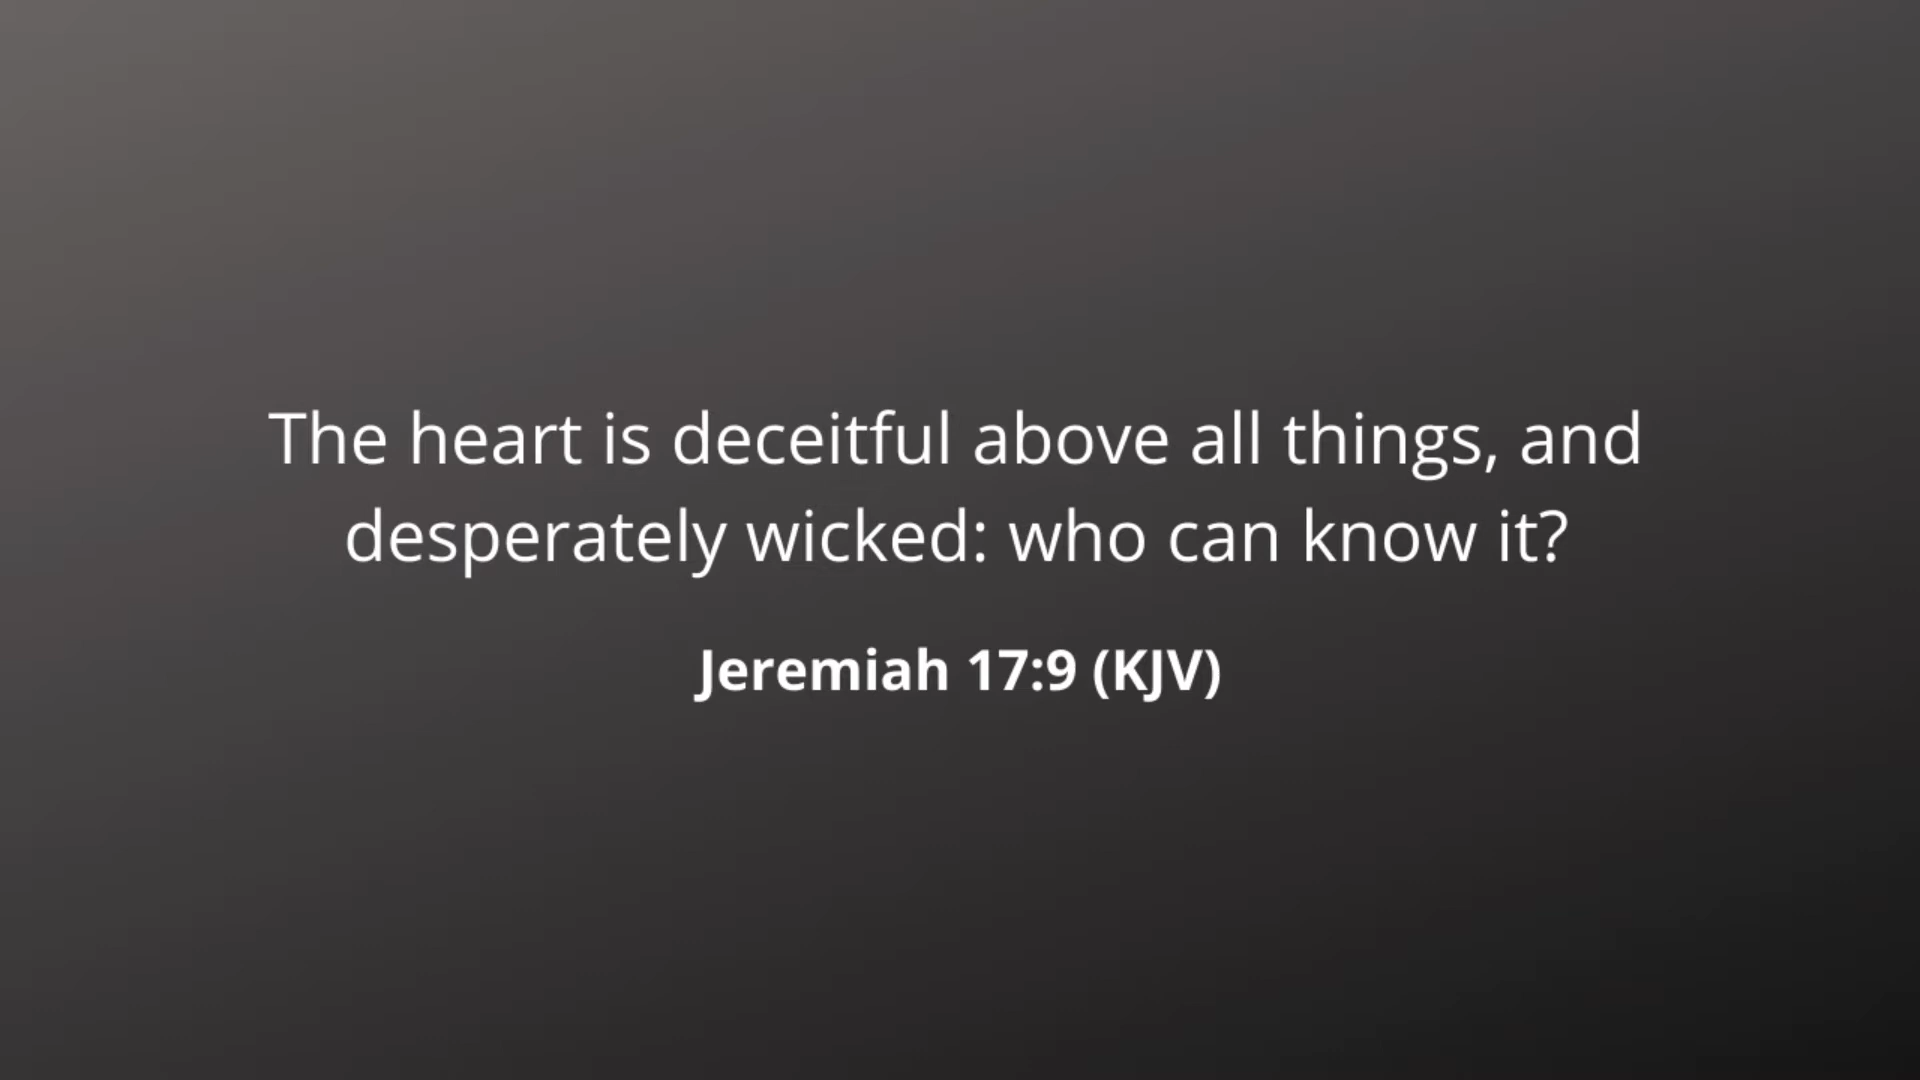 The heart is deceitful above all things, and
desperately wicked: who can know it?
Jeremiah 17:9 (KJV)